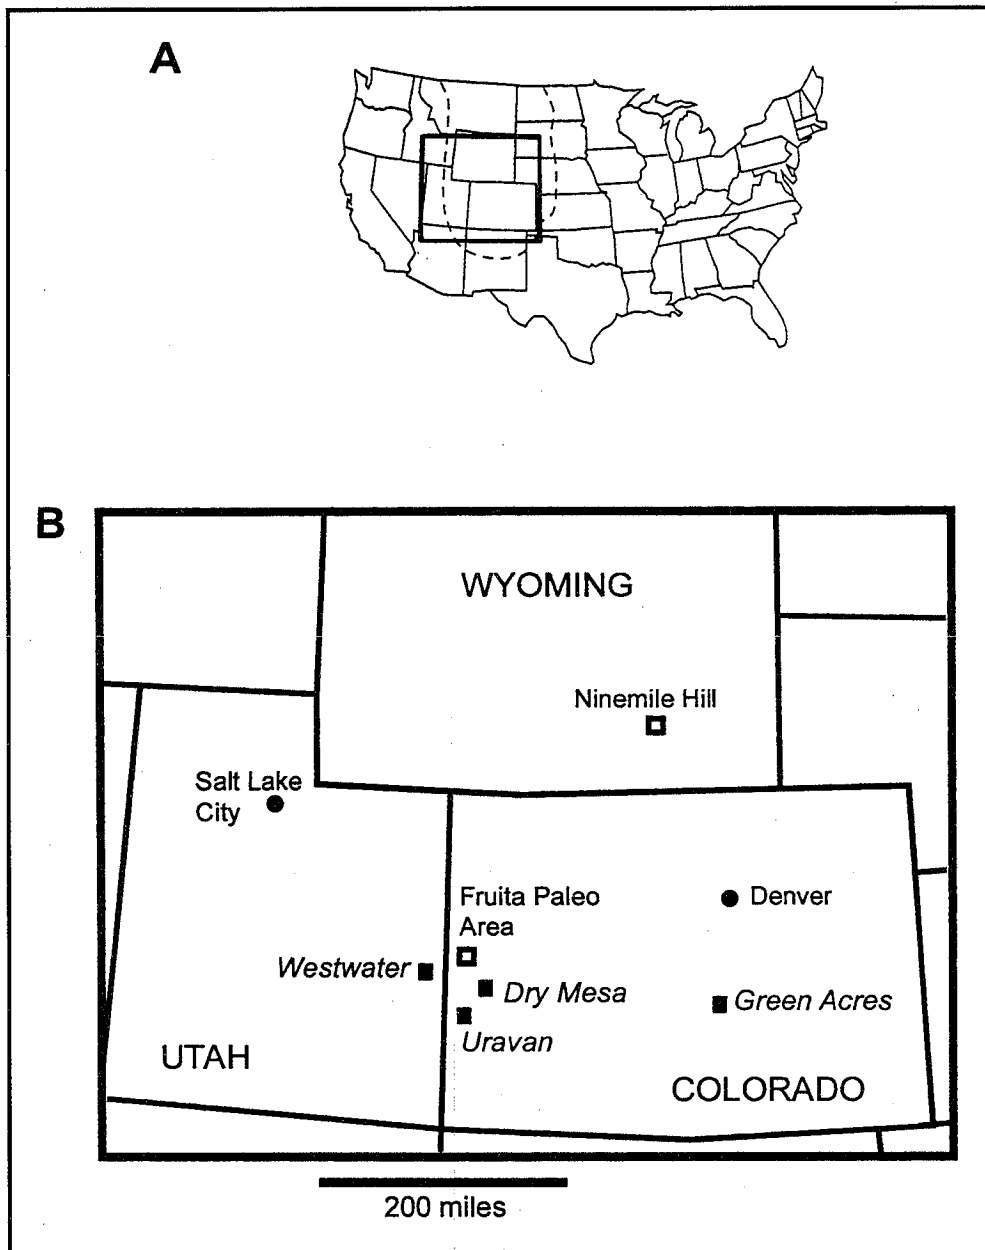 A
B
WYOMING
Ninemile Hill
Salt Lake
City
Fruita Paleo
Area
Denver
Westwater
Dry Mesa
Green Acres
Uravan
UTAH
COLORADO
200 miles